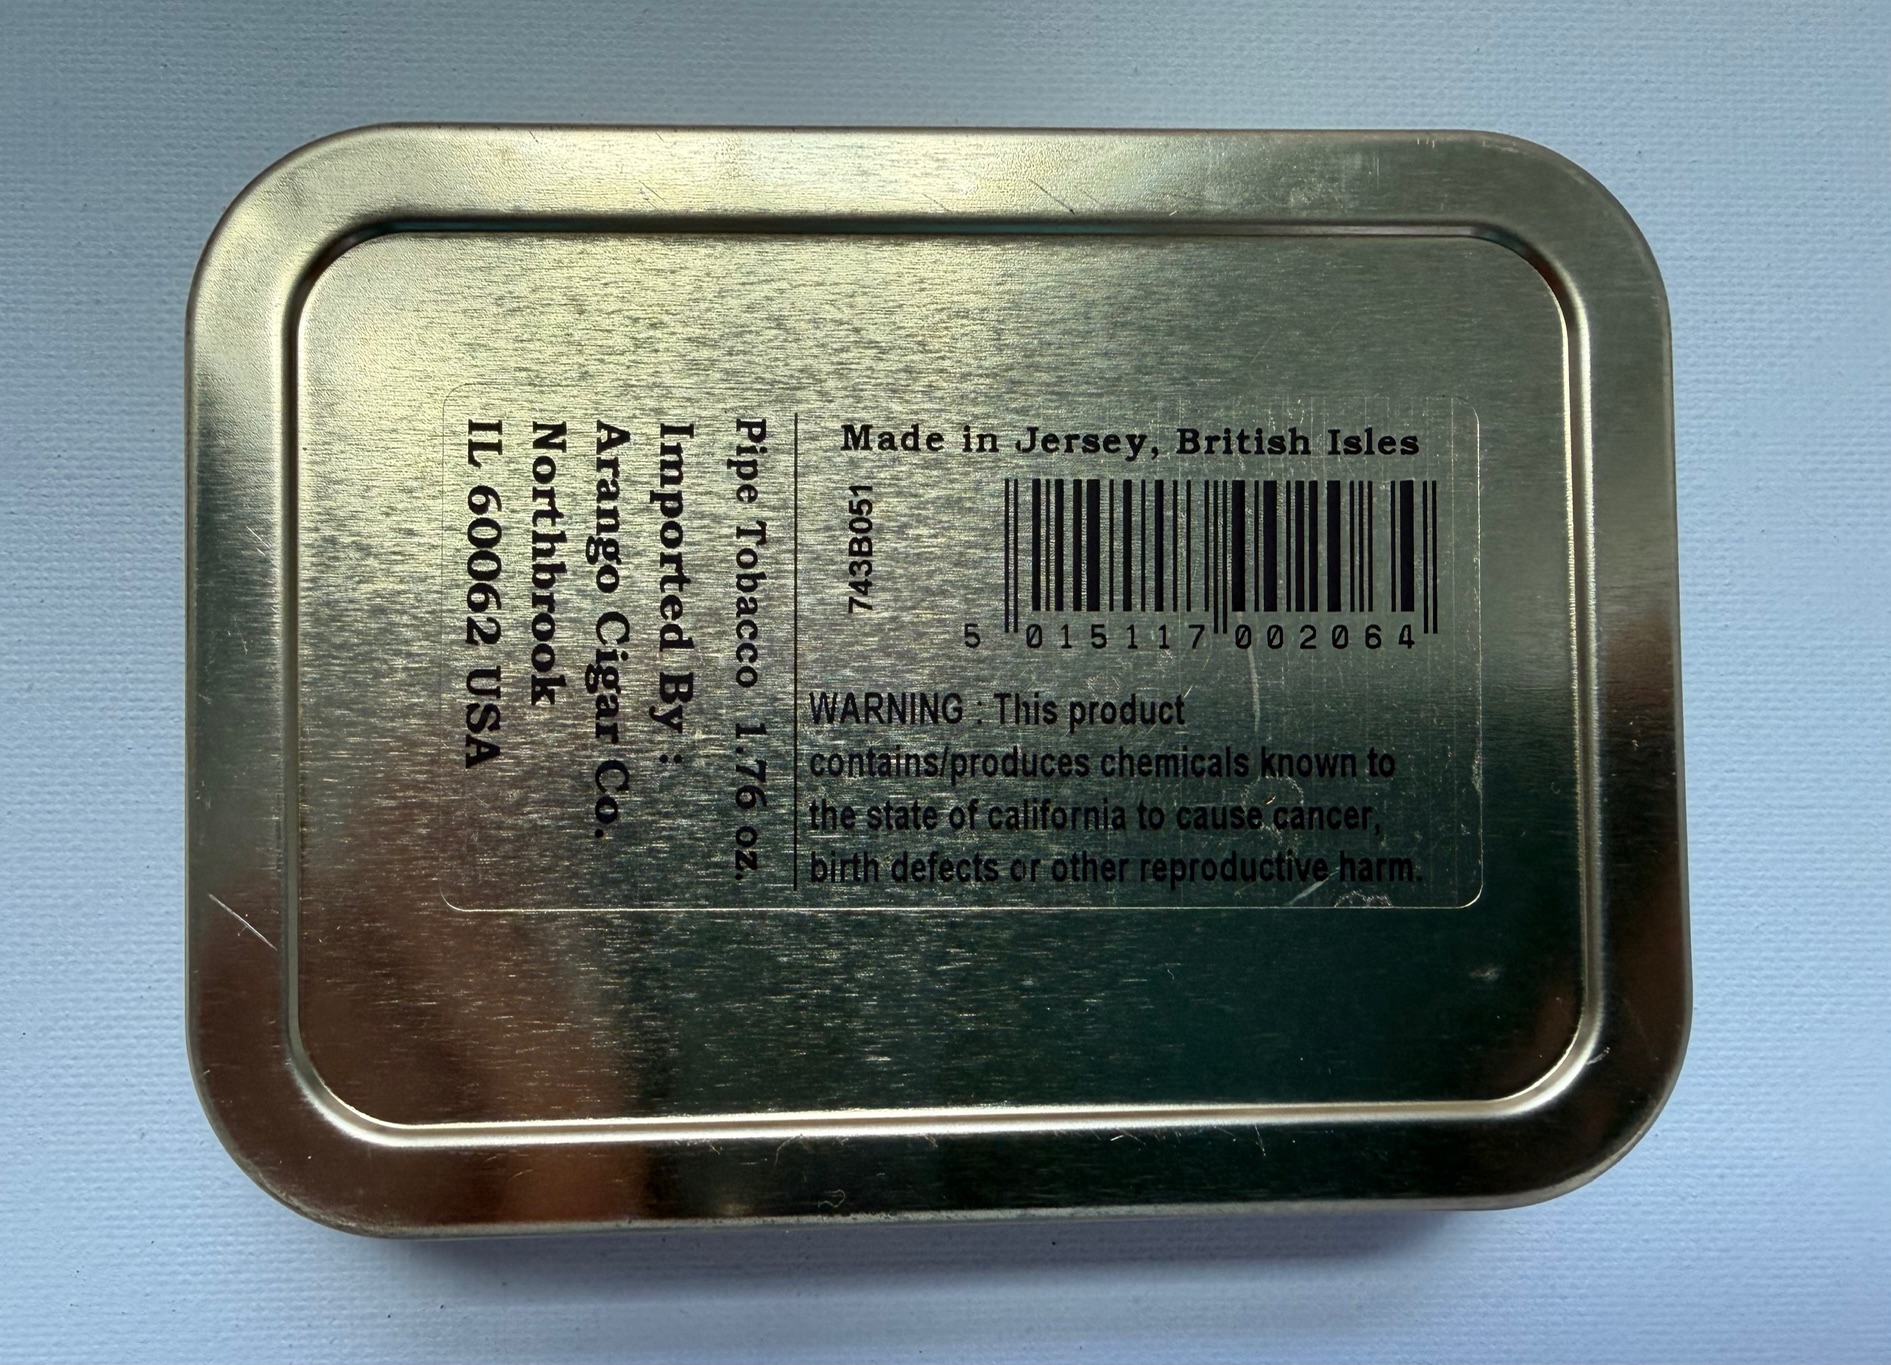 Made in Jersey, British Isles
743B051
5 015117 002064
WARNING : This product
contains/produces chemicals known to
the state of california to cause cancer,
birth defects or other reproductive harm.
Pipe Tobacco 1.76 oz.
Imported By :
Arango Cigar Co.
Northbrook
IL 60062 USA